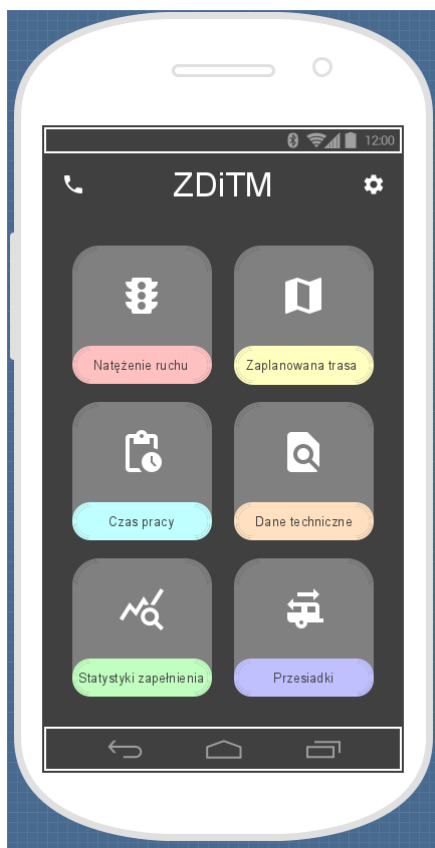 12:00
ZDiTM
Natężenie ruchu
Zaplanowana trasa
Czas pracy
Dane techniczne
Statystyki zapełnienia
Przesiadki